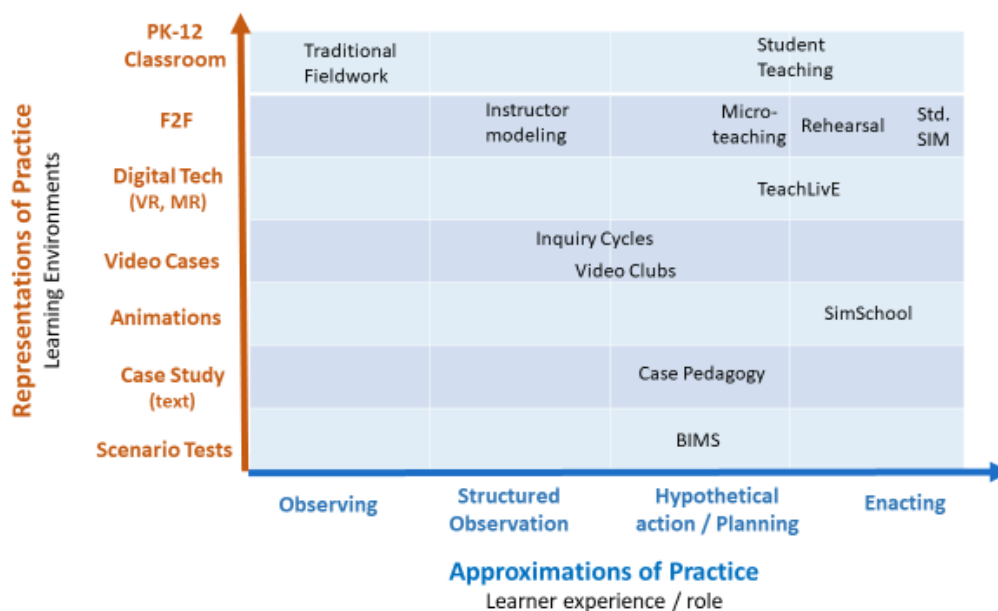 Representations of Practice
Learning Environments
PK-12
Classroom
Traditional
Fieldwork
Student
Teaching
F2F
Instructor
modeling
Micro-
teaching
Rehearsal
Std.
SIM
Digital Tech
(VR, MR)
TeachLivE
Video Cases
Inquiry Cycles
Video Clubs
Animations
SimSchool
Case Study
(text)
Case Pedagogy
Scenario Tests
BIMS
Observing
Structured
Observation
Hypothetical
action / Planning
Enacting
Approximations of Practice
Learner experience / role